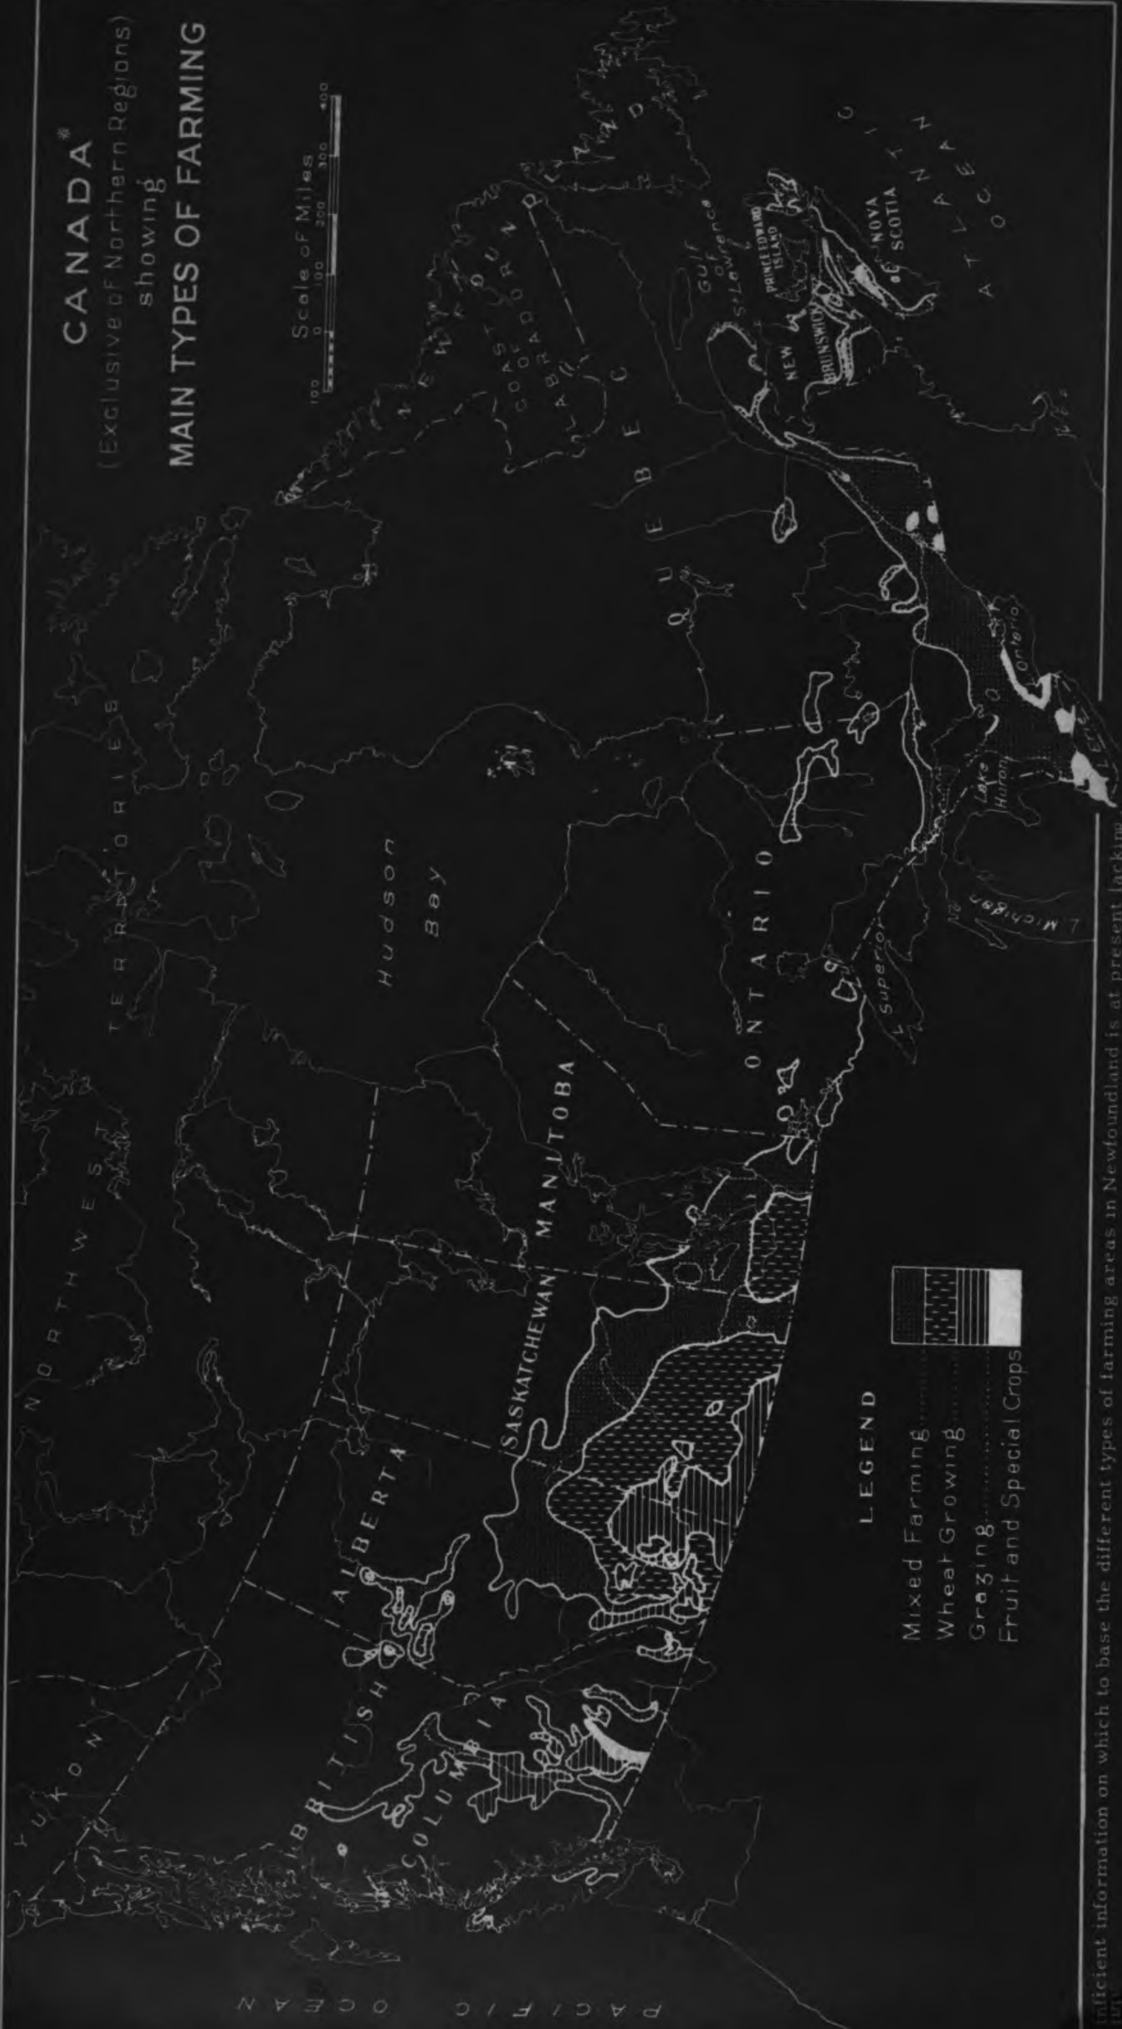 CANADA*
(Exclusive of Northern Regions)
showing
MAIN TYPES OF FARMING
Scale of Miles
100 0 100 200 300 400
YUKON
NORTHWEST
TERRITORIES
PACIFIC OCEAN
BRITISH
COLUMBIA
ALBERTA
SASKATCHEWAN
MANITOBA
Hudson
Bay
ONTARIO
QUEBEC
COAST OF
LABRADOR
NEWFOUNDLAND
Gulf
of
St Lawrence
PRINCE EDWARD
ISLAND
NEW
BRUNSWICK
NOVA
SCOTIA
ATLANTIC
OCEAN
L. Superior
L. Michigan
Lake
Huron
L. Erie
L. Ontario
LEGEND
Mixed Farming
Wheat Growing
Grazing
Fruit and Special Crops
information on which to base the different types of farming areas in Newfoundland is at present lacking